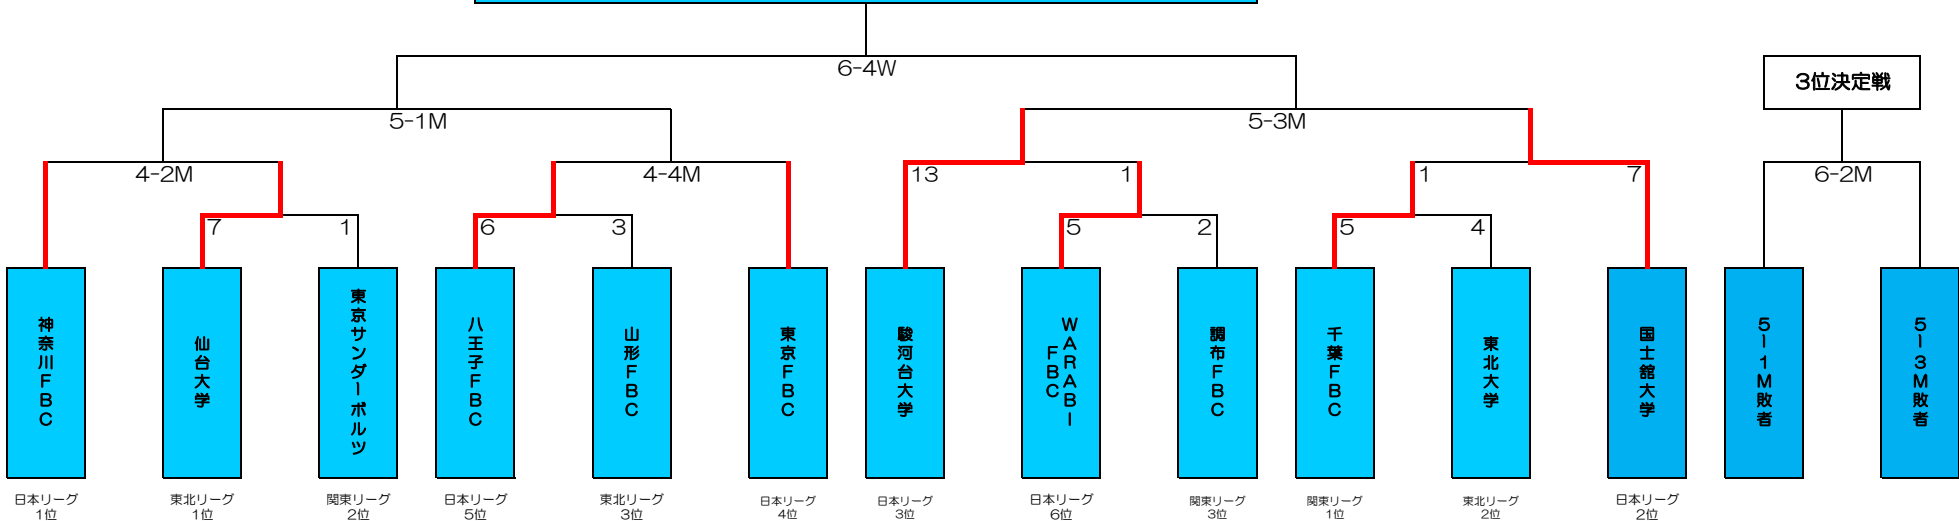 6-4W
3位決定戦
5-1M
5-3M
4-2M
4-4M
13
1
1
7
6-2M
7
1
6
3
5
2
5
4
神奈川FBC
仙台大学
東京サンダーボルツ
八王子FBC
山形FBC
東京FBC
駿河台大学
WARABI
FBC
調布FBC
千葉FBC
東北大学
国士舘大学
5-1M敗者
5-3M敗者
日本リーグ
1位
東北リーグ
1位
関東リーグ
2位
日本リーグ
5位
東北リーグ
3位
日本リーグ
4位
日本リーグ
3位
日本リーグ
6位
関東リーグ
3位
関東リーグ
1位
東北リーグ
2位
日本リーグ
2位